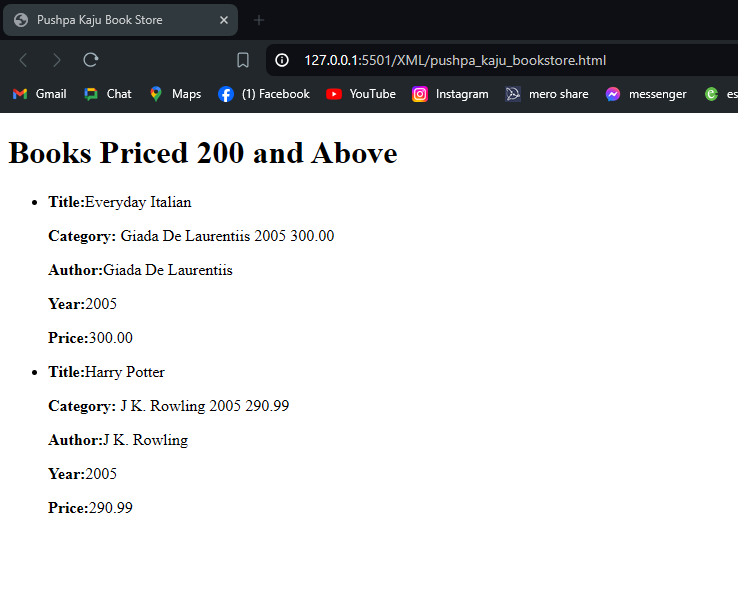 Pushpa Kaju Book Store
127.0.0.1:5501/XML/pushpa_kaju_bookstore.html
Gmail Chat Maps (1) Facebook YouTube Instagram mero share messenger es
Books Priced 200 and Above
Title:Everyday Italian
Category: Giada De Laurentiis 2005 300.00
Author:Giada De Laurentiis
Year:2005
Price:300.00
Title:Harry Potter
Category: J K. Rowling 2005 290.99
Author:J K. Rowling
Year:2005
Price:290.99